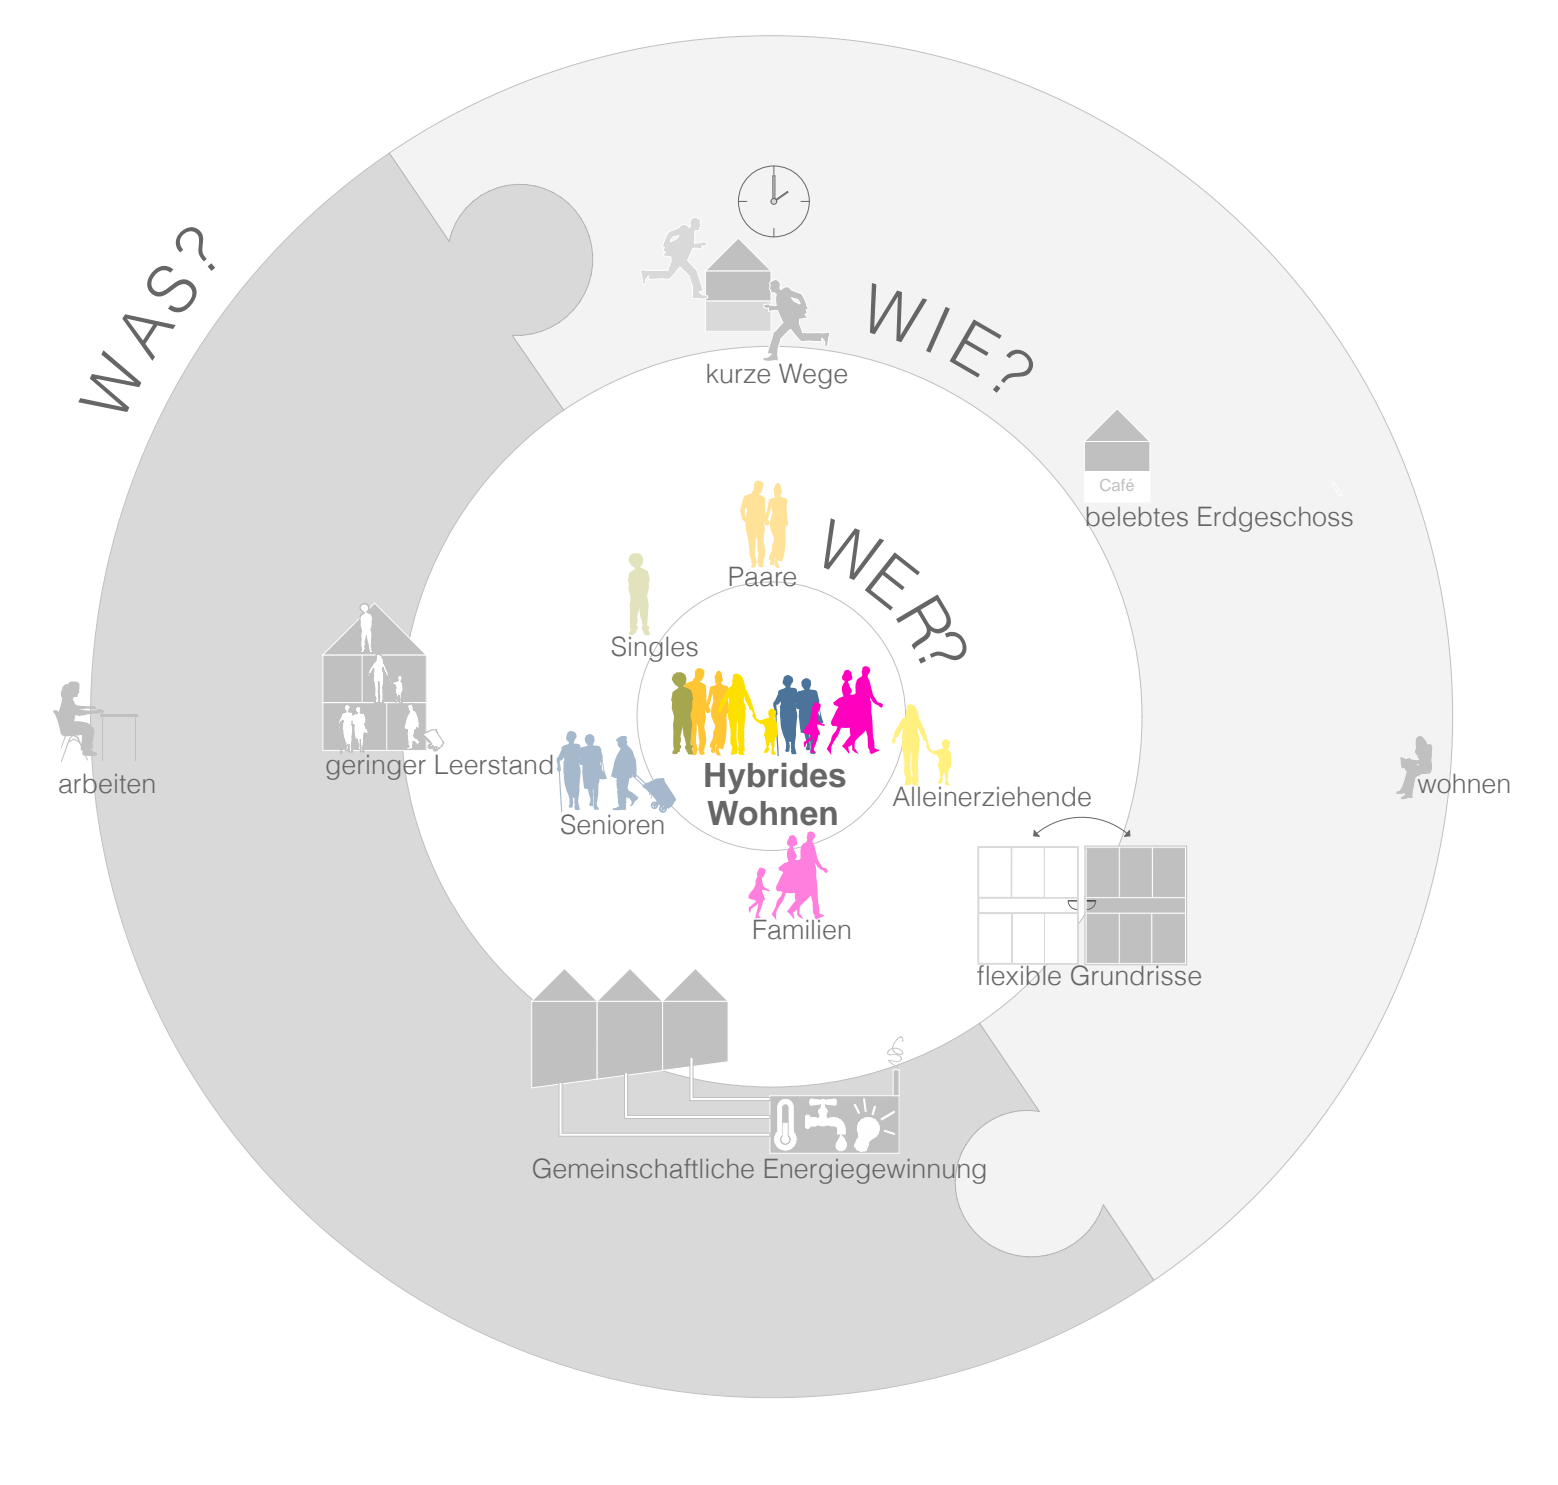 WAS?
WIE?
kurze Wege
Café
belebtes Erdgeschoss
WER?
Paare
Singles
geringer Leerstand
arbeiten
wohnen
Hybrides
Wohnen
Alleinerziehende
Senioren
Familien
flexible Grundrisse
Gemeinschaftliche Energiegewinnung